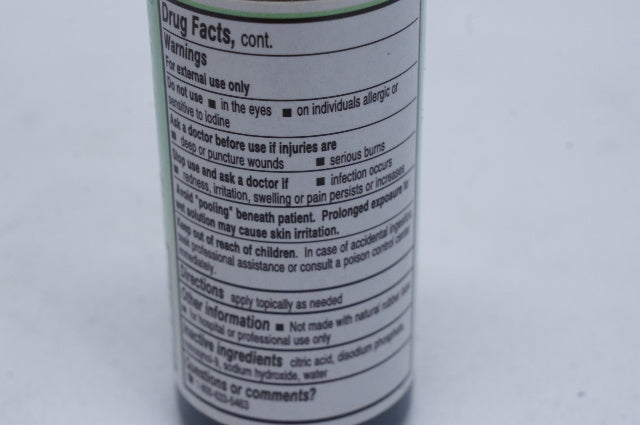 Drug Facts, cont.
Warnings
For external use only
Do not use ■ in the eyes ■ on individuals allergic or
sensitive to iodine
Ask a doctor before use if injuries are
■ deep or puncture wounds ■ serious burns
Stop use and ask a doctor if ■ infection occurs
■ redness, irritation, swelling or pain persists or increases
Avoid "pooling" beneath patient. Prolonged exposure to
wet solution may cause skin irritation.
Keep out of reach of children. In case of accidental ingestion
seek professional assistance or consult a poison control center
immediately.
Directions apply topically as needed
Other information ■ Not made with natural rubber latex
■ for hospital or professional use only
Inactive ingredients citric acid, disodium phosphate,
sodium hydroxide, water
Questions or comments?